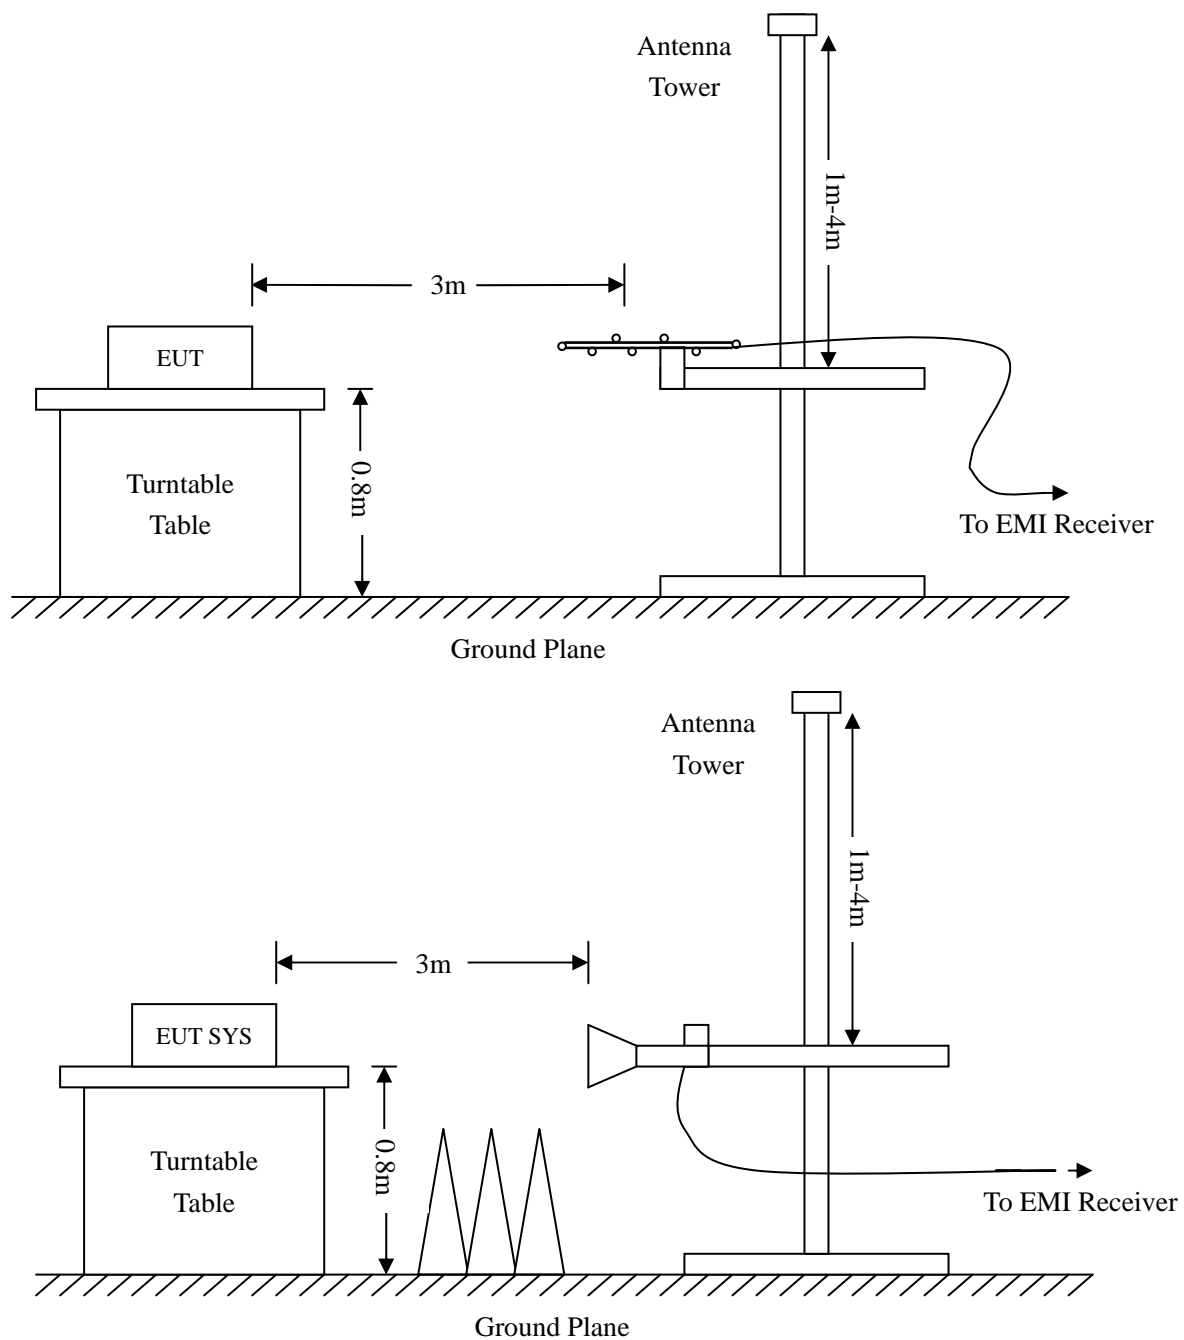 Antenna
Tower
1m-4m
3m
EUT
Turntable
Table
0.8m
To EMI Receiver
Ground Plane
Antenna
Tower
1m-4m
3m
EUT SYS
Turntable
Table
0.8m
To EMI Receiver
Ground Plane